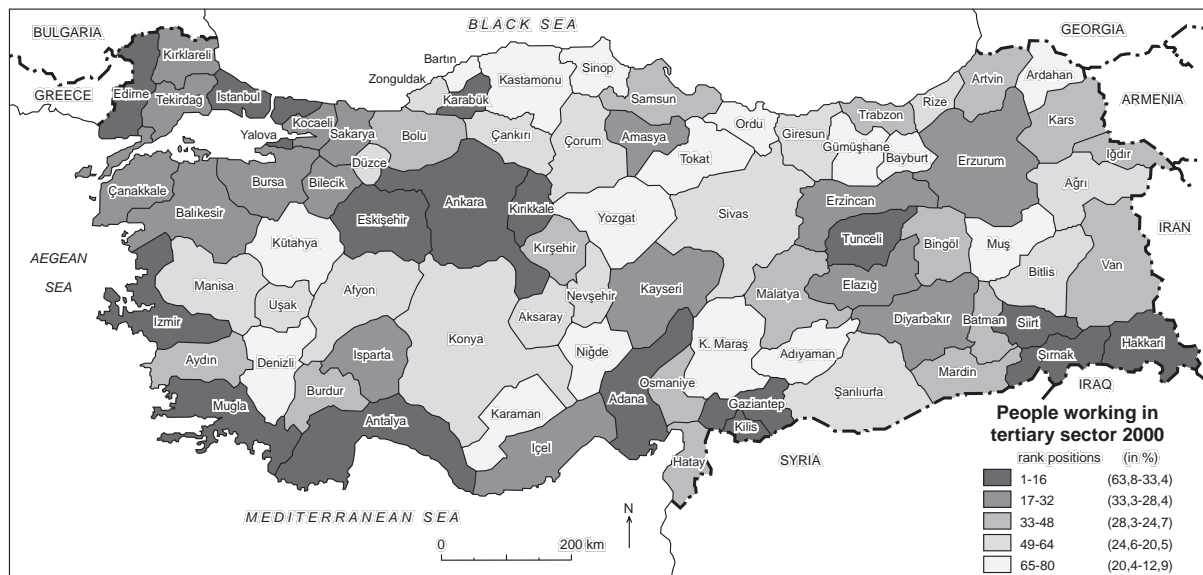 BLACK SEA
BULGARIA
GEORGIA
Kırklareli
Bartın
Sinop
Artvin
Ardahan
Zonguldak
Kastamonu
GREECE
Edirne
Tekirdag
Istanbul
Karabük
Samsun
Rize
ARMENIA
Kocaeli
Sakarya
Bolu
Çankırı
Çorum
Amasya
Ordu
Giresun
Trabzon
Kars
Yalova
Düzce
Tokat
Gümüşhane
Bayburt
Erzurum
Iğdır
Çanakkale
Bursa
Bilecik
Ankara
Kırıkkale
Erzincan
Ağrı
Balıkesir
Eskişehir
Yozgat
Sivas
Tunceli
IRAN
AEGEAN
SEA
Kütahya
Kırşehir
Bingöl
Muş
Van
Manisa
Uşak
Afyon
Nevşehir
Kayseri
Malatya
Elazığ
Bitlis
Izmir
Konya
Aksaray
Diyarbakır
Batman
Siirt
Aydın
Denizli
Isparta
Niğde
K. Maraş
Adıyaman
Şırnak
Hakkari
Mugla
Burdur
Antalya
Karaman
Adana
Osmaniye
Gaziantep
Şanlıurfa
Mardin
IRAQ
Içel
Kilis
Hatay
SYRIA
MEDITERRANEAN SEA
N
0 200 km
People working in
tertiary sector 2000
rank positions (in %)
1-16 (63,8-33,4)
17-32 (33,3-28,4)
33-48 (28,3-24,7)
49-64 (24,6-20,5)
65-80 (20,4-12,9)